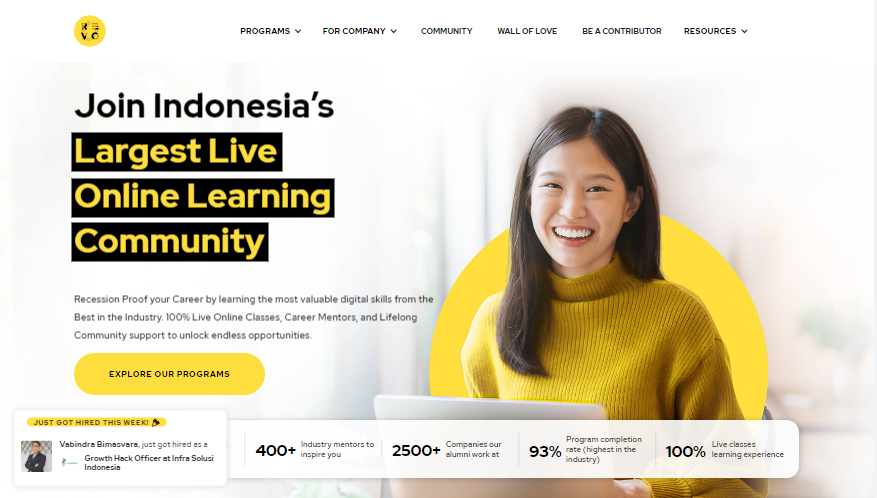 RE
VO
PROGRAMS
FOR COMPANY
COMMUNITY
WALL OF LOVE
BE A CONTRIBUTOR
RESOURCES
Join Indonesia's
Largest Live
Online Learning
Community
Recession Proof your Career by learning the most valuable digital skills from the
Best in the Industry. 100% Live Online Classes, Career Mentors, and Lifelong
Community support to unlock endless opportunities.
EXPLORE OUR PROGRAMS
JUST GOT HIRED THIS WEEK!
Vabindra Bimasvara, just got hired as a
Growth Hack Officer at Infra Solusi
Indonesia
400+
Industry mentors to
inspire you
2500+
Companies our
alumni work at
93%
Program completion
rate (highest in the
industry)
100%
Live classes
learning experience